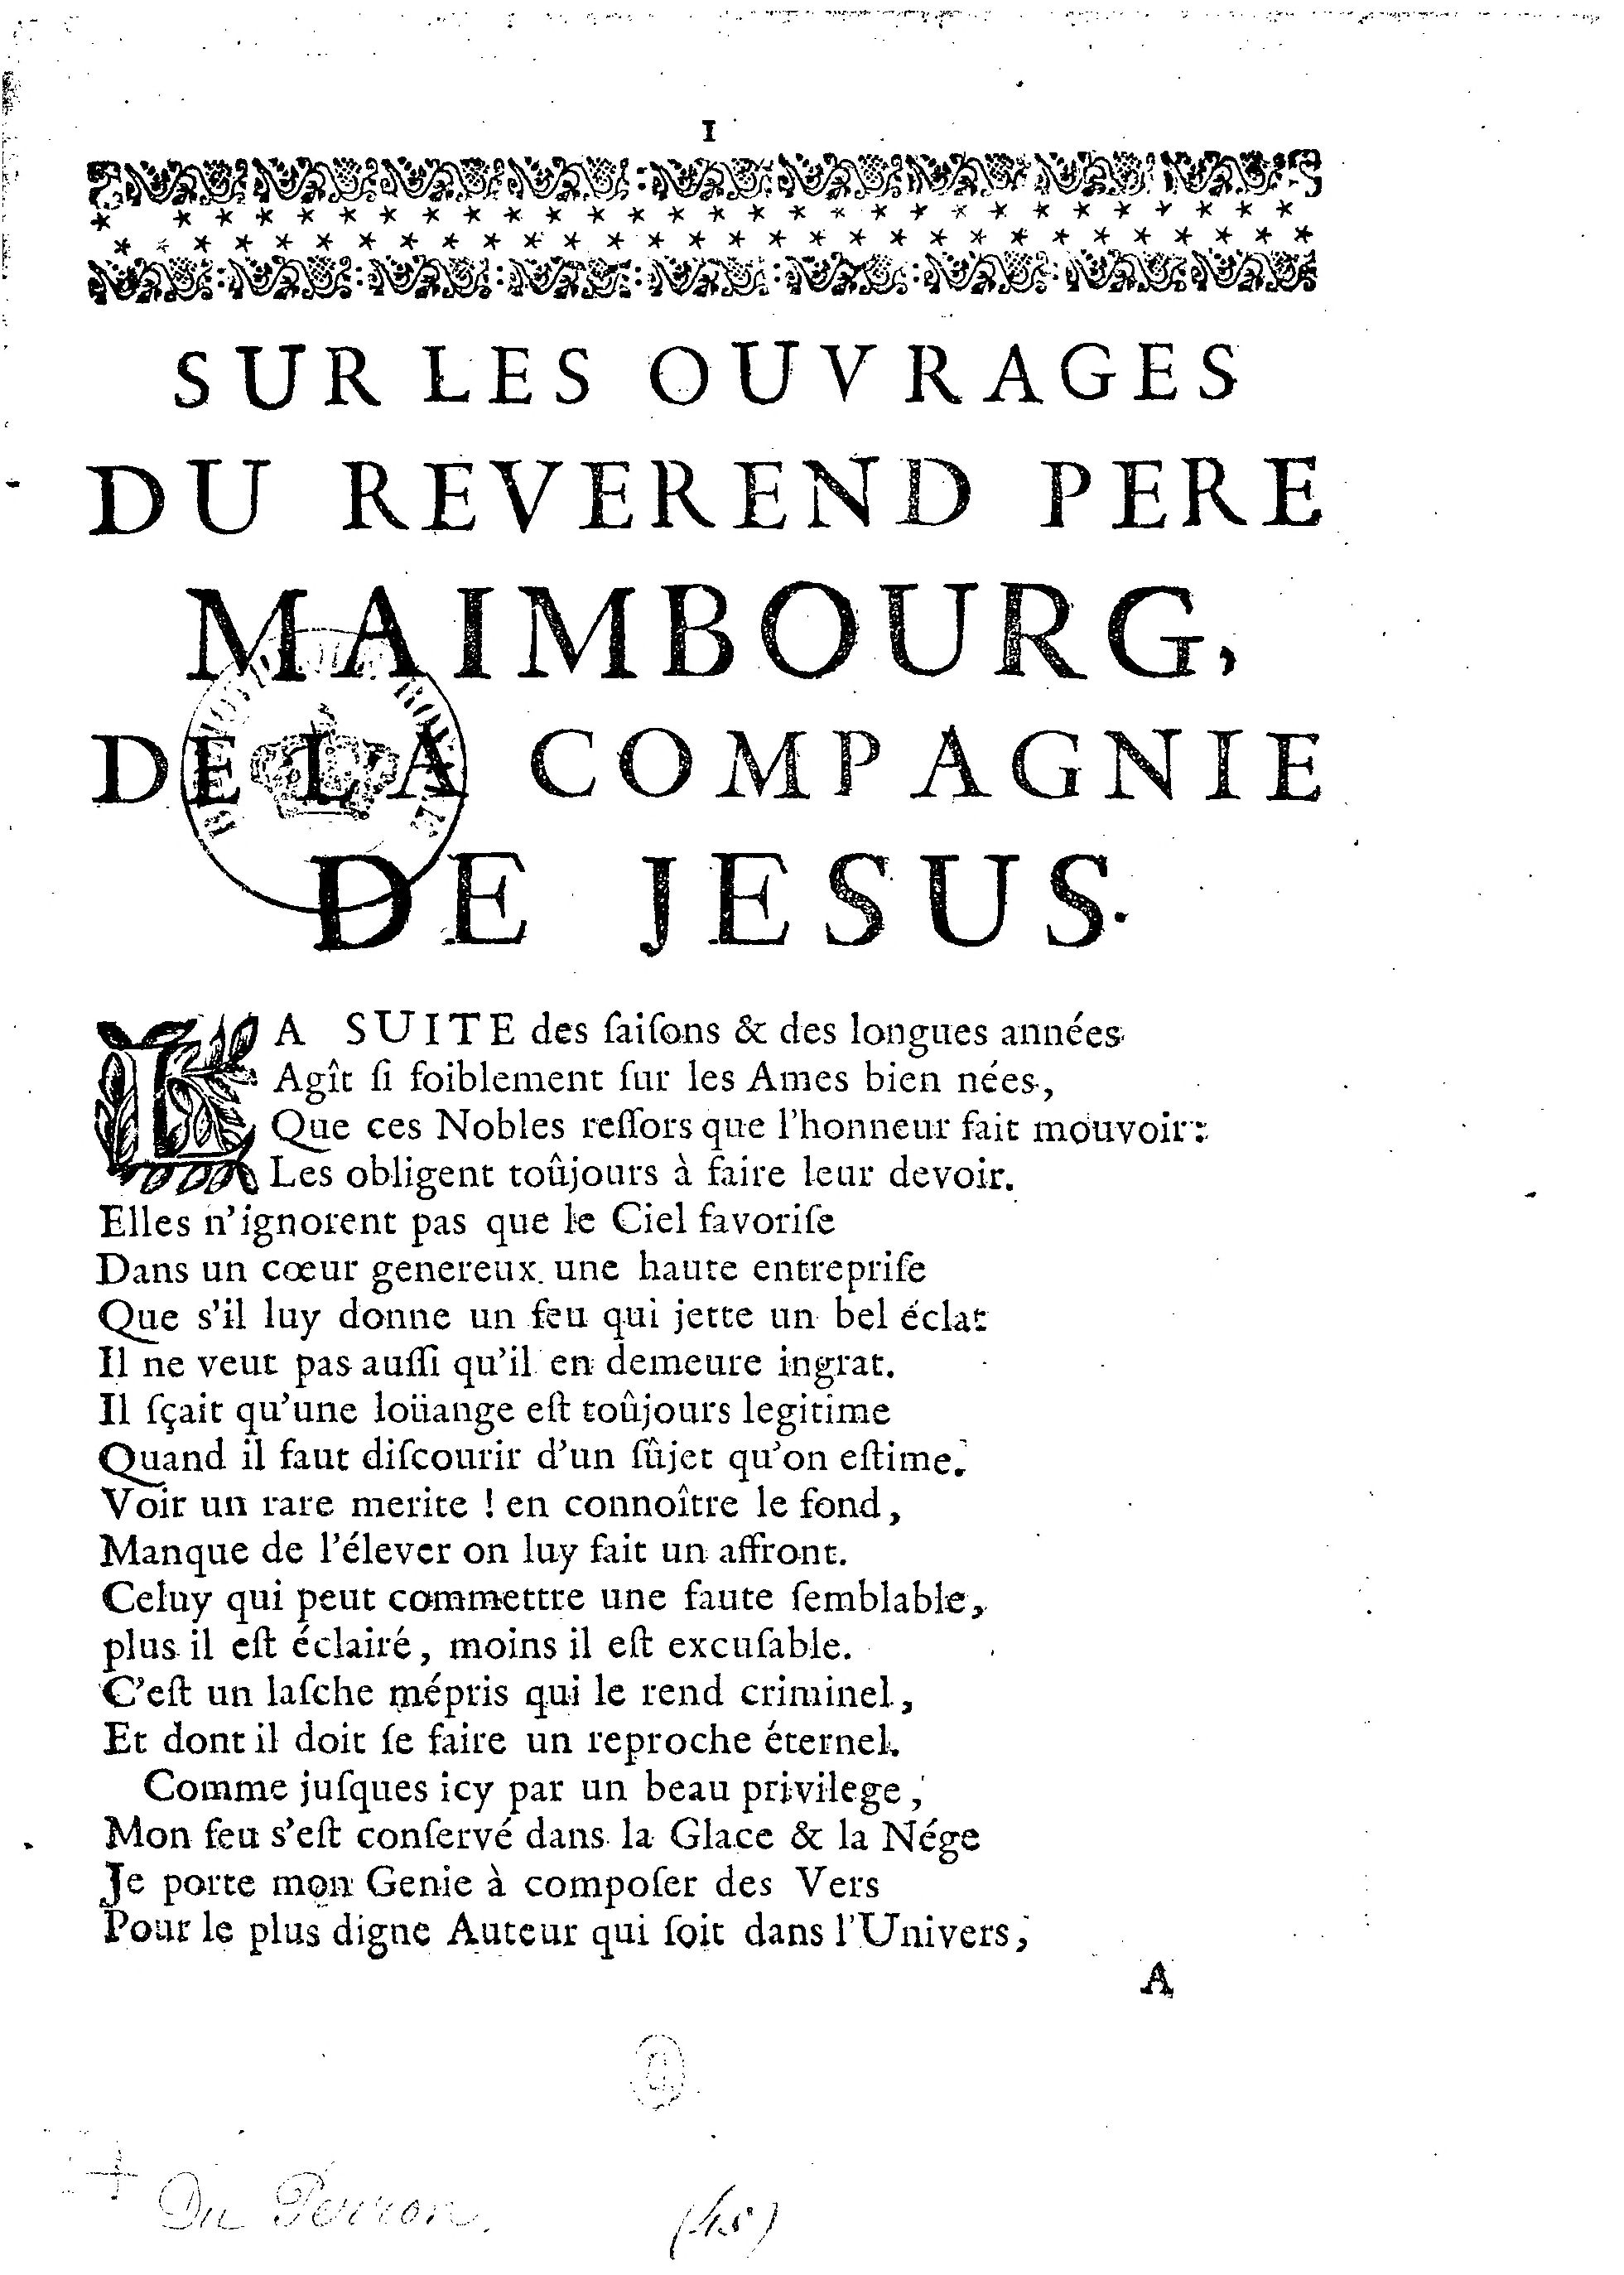 I
SUR LES OUVRAGES
DU REVEREND PERE
MAIMBOURG,
DE LA COMPAGNIE
DE JESUS.
LA SUITE des ſaiſons & des longues années
Agît ſi foiblement ſur les Ames bien nées,
Que ces Nobles reſſors que l'honneur fait mouvoir:
Les obligent toûjours à faire leur devoir.
Elles n'ignorent pas que le Ciel favoriſe
Dans un cœur genereux une haute entrepriſe
Que s'il luy donne un feu qui jette un bel éclat
Il ne veut pas auſſi qu'il en demeure ingrat.
Il ſçait qu'une loüange eſt toûjours legitime
Quand il faut diſcourir d'un ſûjet qu'on eſtime.
Voir un rare merite ! en connoître le fond,
Manque de l'élever on luy fait un affront.
Celuy qui peut commettre une faute ſemblable,
plus il eſt éclairé, moins il eſt excuſable.
C'eſt un laſche mépris qui le rend criminel,
Et dont il doit ſe faire un reproche éternel.
Comme juſques icy par un beau privilege,
Mon feu s'eſt conſervé dans la Glace & la Nége
Je porte mon Genie à compoſer des Vers
Pour le plus digne Auteur qui ſoit dans l'Univers,
A
Du Perron.